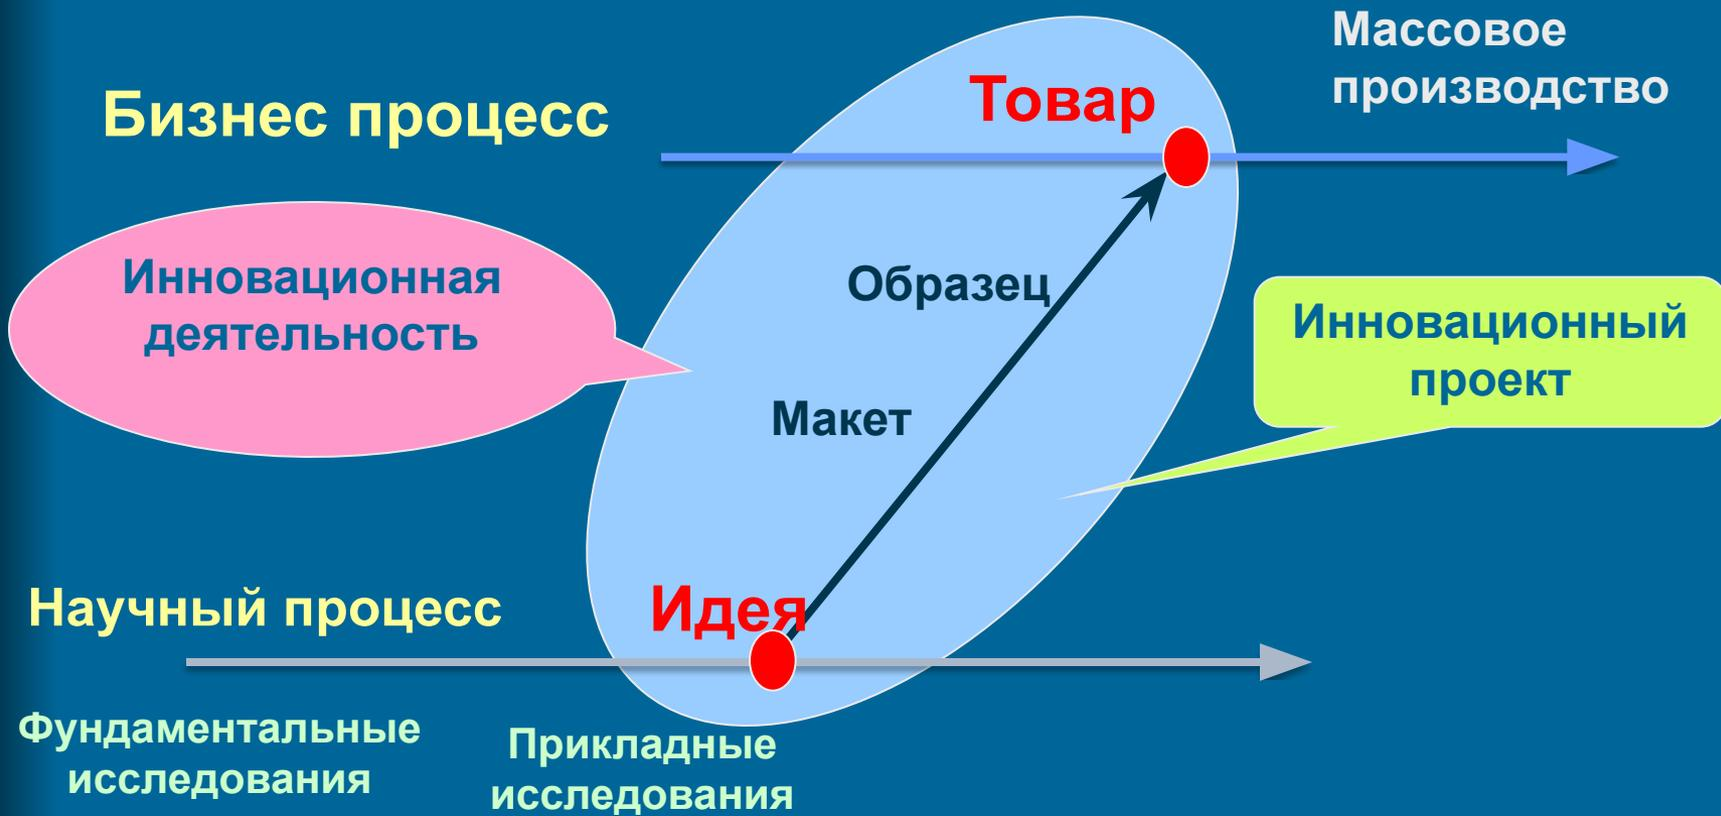 Массовое
производство
Товар
Бизнес процесс
Инновационная
деятельность
Образец
Инновационный
проект
Макет
Идея
Научный процесс
Фундаментальные
исследования
Прикладные
исследования